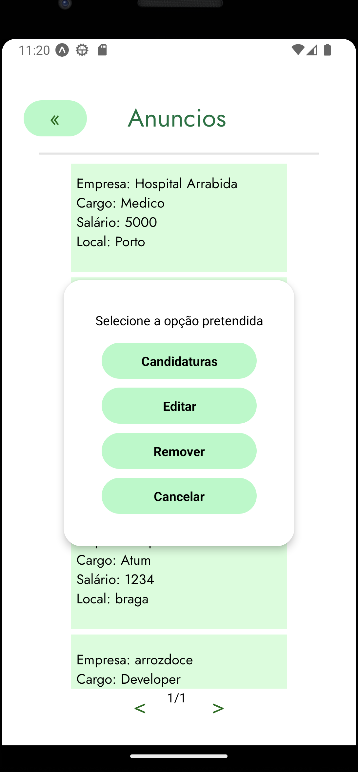 11:20
«
Anuncios
Empresa: Hospital Arrabida
Cargo: Medico
Salário: 5000
Local: Porto
Selecione a opção pretendida
Candidaturas
Editar
Remover
Cancelar
Cargo: Atum
Salário: 1234
Local: braga
Empresa: arrozdoce
Cargo: Developer
< 1/1 >